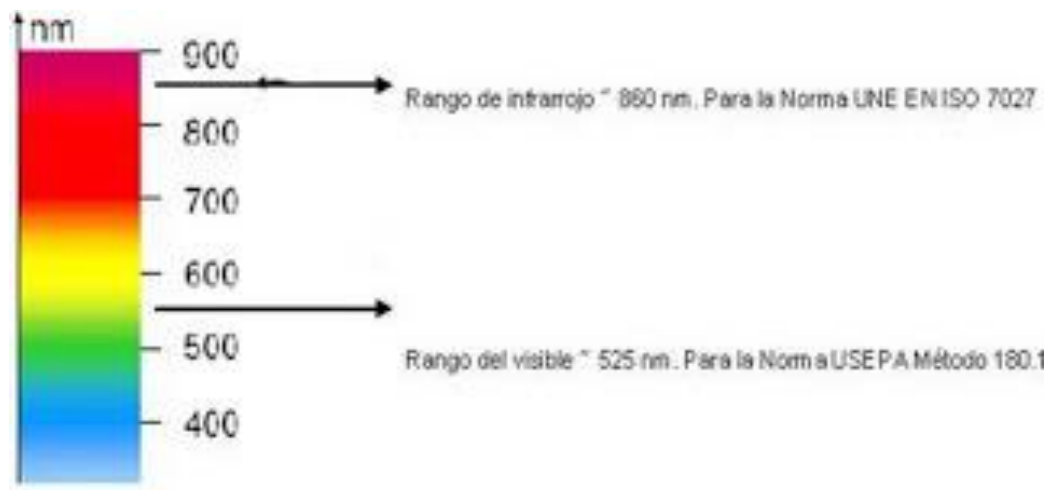 nm
900
Rango de infrarrojo ~ 860 nm. Para la Norma UNE EN ISO 7027
800
700
600
500
Rango del visible ~ 525 nm. Para la Norma USEPA Método 180.1
400